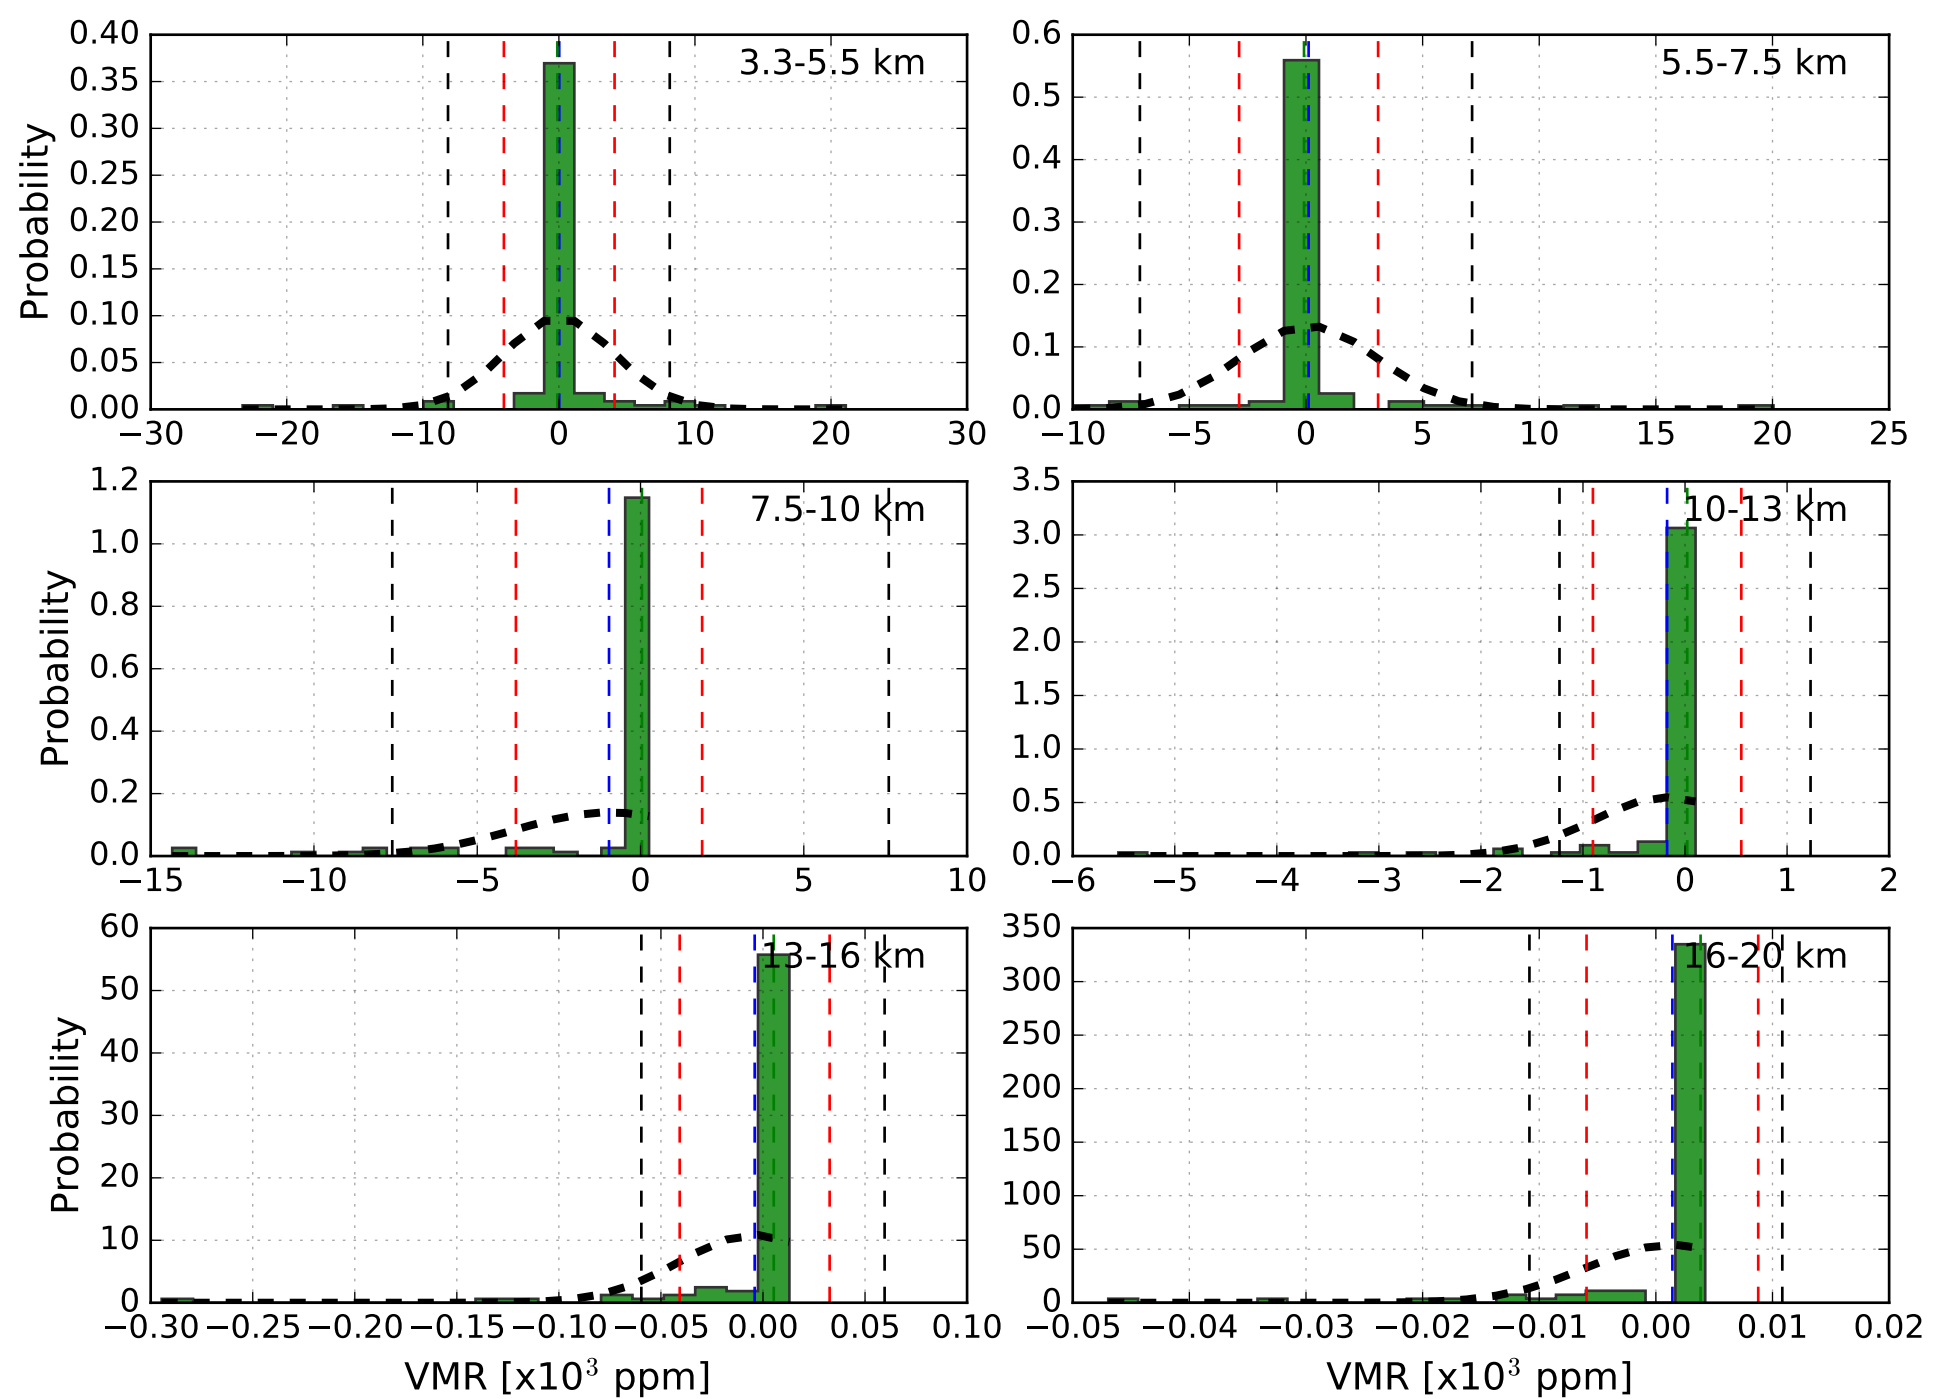 0.40
0.35
0.30
0.25
0.20
0.15
0.10
0.05
0.00
Probability
3.3-5.5 km
−30 −20 −10 0 10 20 30
0.6
0.5
0.4
0.3
0.2
0.1
0.0
5.5-7.5 km
−10 −5 0 5 10 15 20 25
1.2
1.0
0.8
0.6
0.4
0.2
0.0
Probability
7.5-10 km
−15 −10 −5 0 5 10
3.5
3.0
2.5
2.0
1.5
1.0
0.5
0.0
10-13 km
−6 −5 −4 −3 −2 −1 0 1 2
60
50
40
30
20
10
0
Probability
13-16 km
−0.30 −0.25 −0.20 −0.15 −0.10 −0.05 0.00 0.05 0.10
VMR [x10³ ppm]
350
300
250
200
150
100
50
0
16-20 km
−0.05 −0.04 −0.03 −0.02 −0.01 0.00 0.01 0.02
VMR [x10³ ppm]